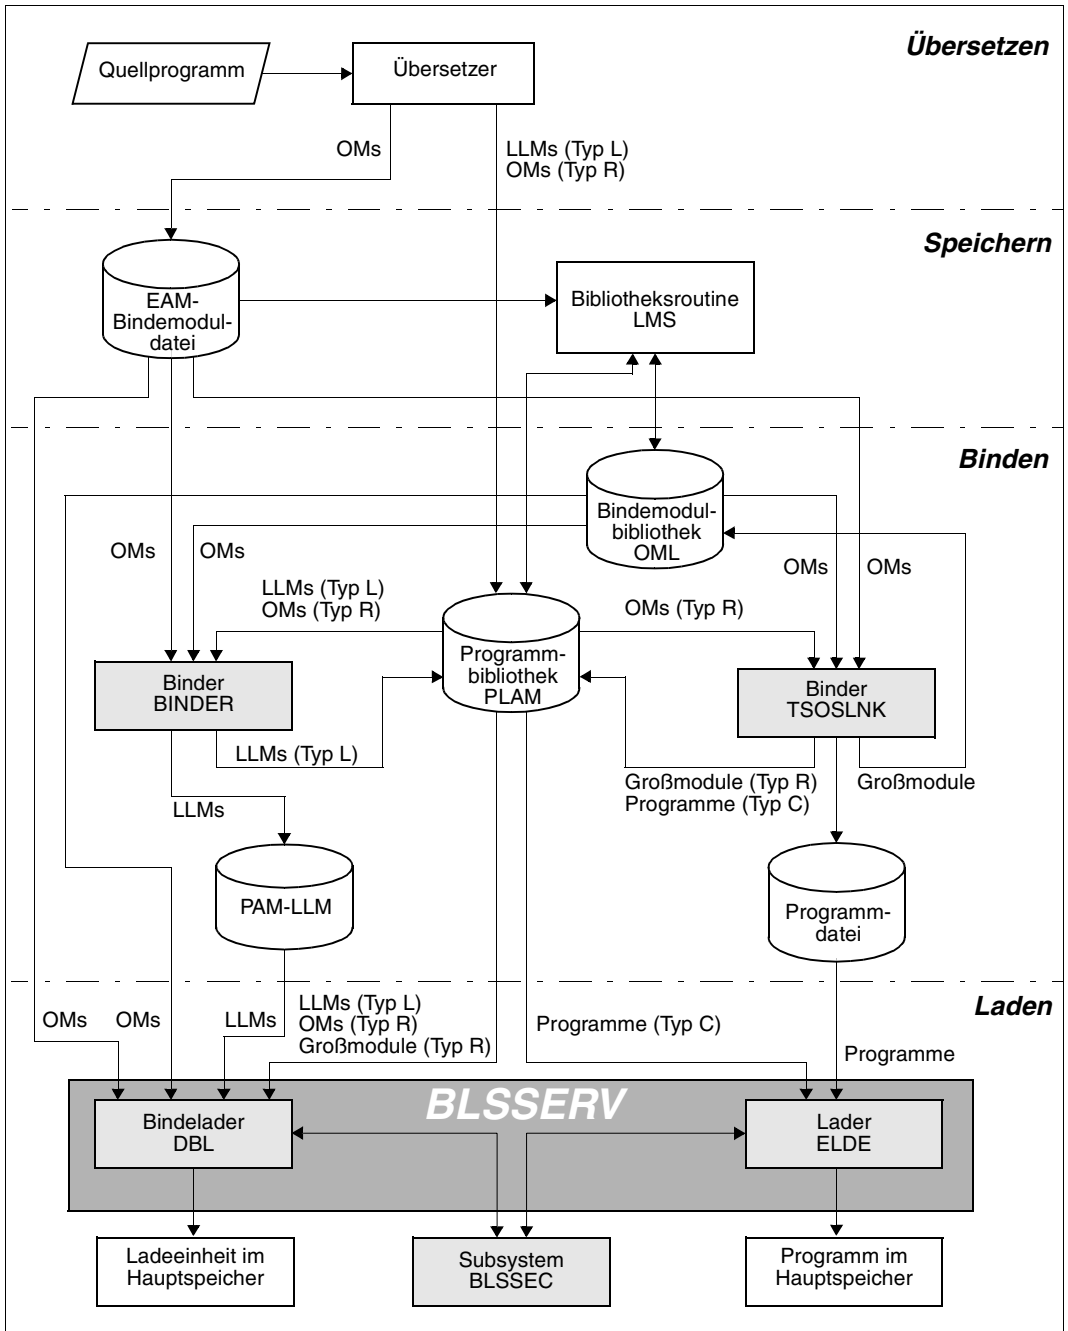 Übersetzen
Quellprogramm
Übersetzer
OMs
LLMs (Typ L)
OMs (Typ R)
Speichern
EAM-
Bindemodul-
datei
Bibliotheksroutine
LMS
Binden
Bindemodul-
bibliothek
OML
OMs
OMs
OMs
OMs
LLMs (Typ L)
OMs (Typ R)
OMs (Typ R)
Programm-
bibliothek
PLAM
Binder
BINDER
Binder
TSOSLNK
LLMs (Typ L)
Großmodule (Typ R)
Programme (Typ C)
Großmodule
LLMs
PAM-LLM
Programm-
datei
Laden
OMs
OMs
LLMs
LLMs (Typ L)
OMs (Typ R)
Großmodule (Typ R)
Programme (Typ C)
Programme
BLSSERV
Bindelader
DBL
Lader
ELDE
Ladeeinheit im
Hauptspeicher
Subsystem
BLSSEC
Programm im
Hauptspeicher